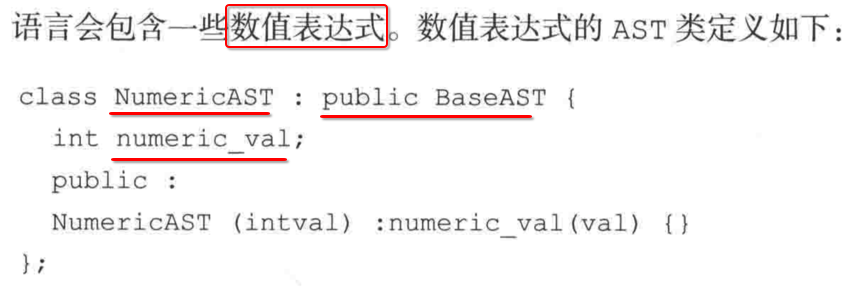 语言会包含一些数值表达式。数值表达式的 AST 类定义如下:
class NumericAST : public BaseAST {
int numeric_val;
public :
NumericAST (intval) :numeric_val(val) {}
};